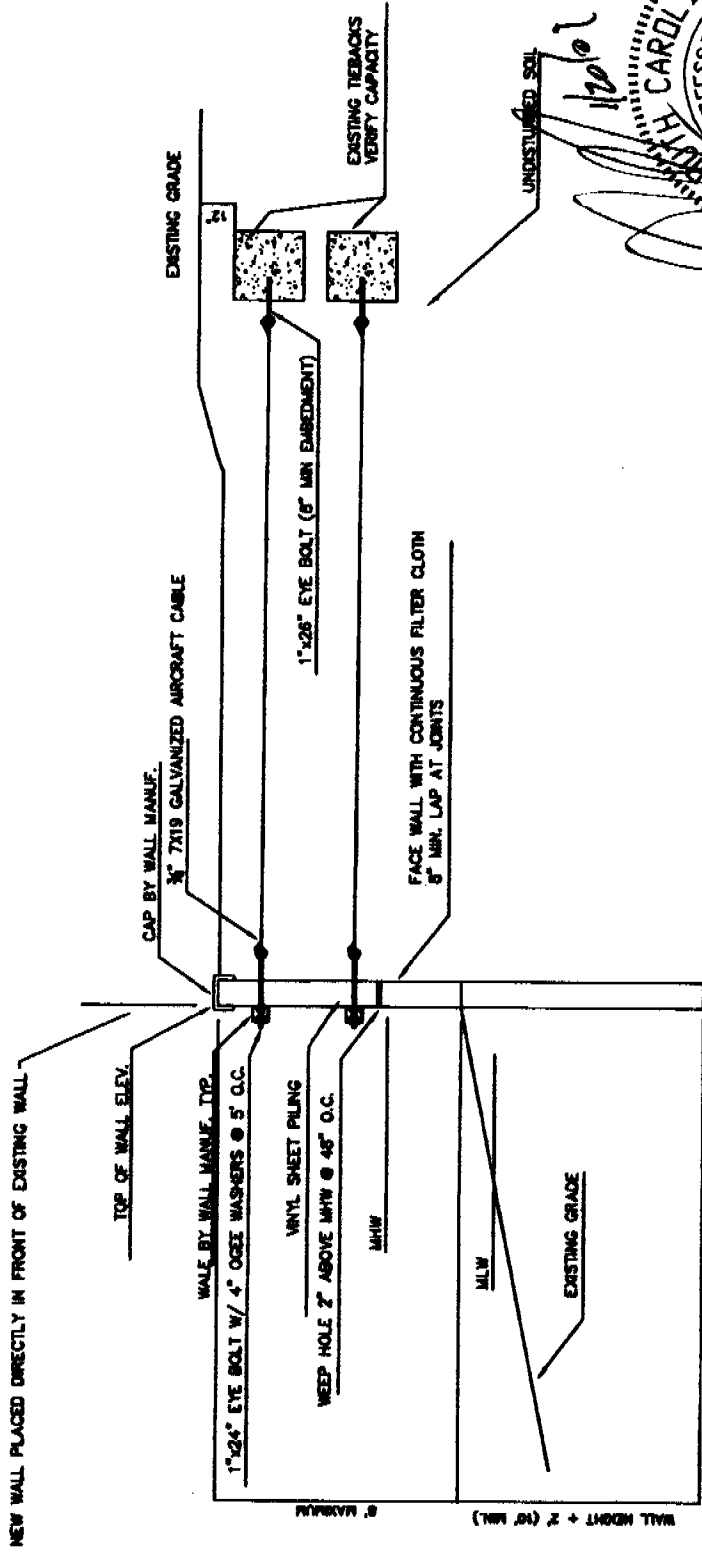 NEW WALL PLACED DIRECTLY IN FRONT OF EXISTING WALL
TOP OF WALL ELEV.
CAP BY WALL MANUF.
7X19 GALVANIZED AIRCRAFT CABLE
EXISTING GRADE
12"
EXISTING TIEBACKS
VERIFY CAPACITY
WALE BY WALL MANUF. TYP.
1"x24" EYE BOLT W/ 4" OGEE WASHERS @ 5' O.C.
VINYL SHEET PILING
WEEP HOLE 2" ABOVE MHW @ 48" O.C.
MHW
1"x26" EYE BOLT (8" MIN EMBEDMENT)
FACE WALL WITH CONTINUOUS FILTER CLOTH
8" MIN. LAP AT JOINTS
UNDISTURBED SOIL
MLW
EXISTING GRADE
8' MAXIMUM
WALL HEIGHT + 2' (10' MIN.)
CAROL